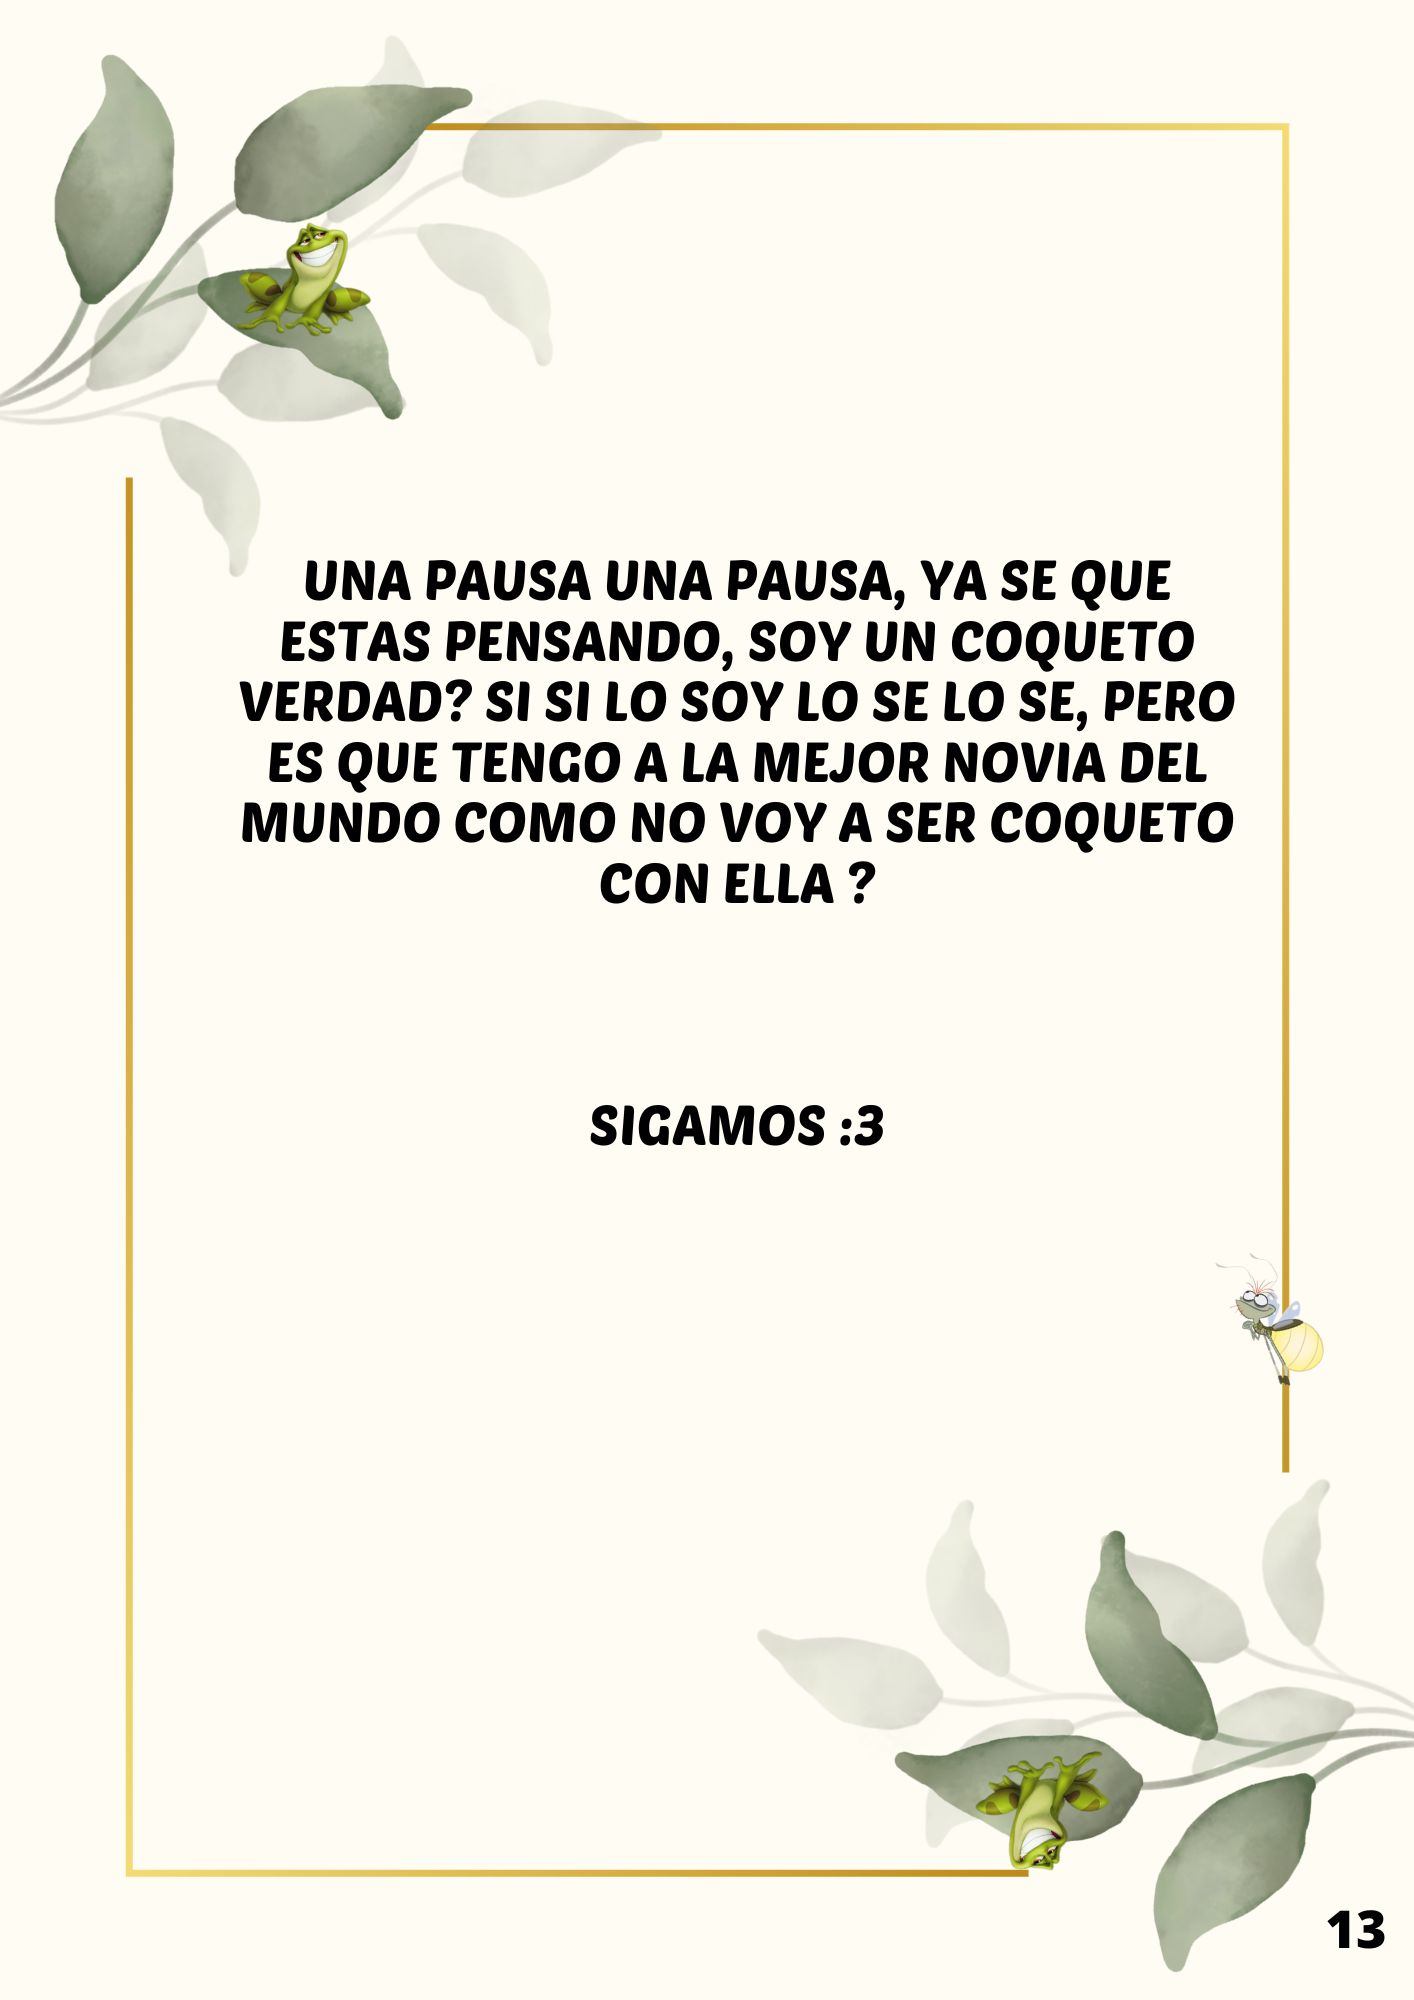 UNA PAUSA UNA PAUSA, YA SE QUE
ESTAS PENSANDO, SOY UN COQUETO
VERDAD? SI SI LO SOY LO SE LO SE, PERO
ES QUE TENGO A LA MEJOR NOVIA DEL
MUNDO COMO NO VOY A SER COQUETO
CON ELLA ?
SIGAMOS :3
13